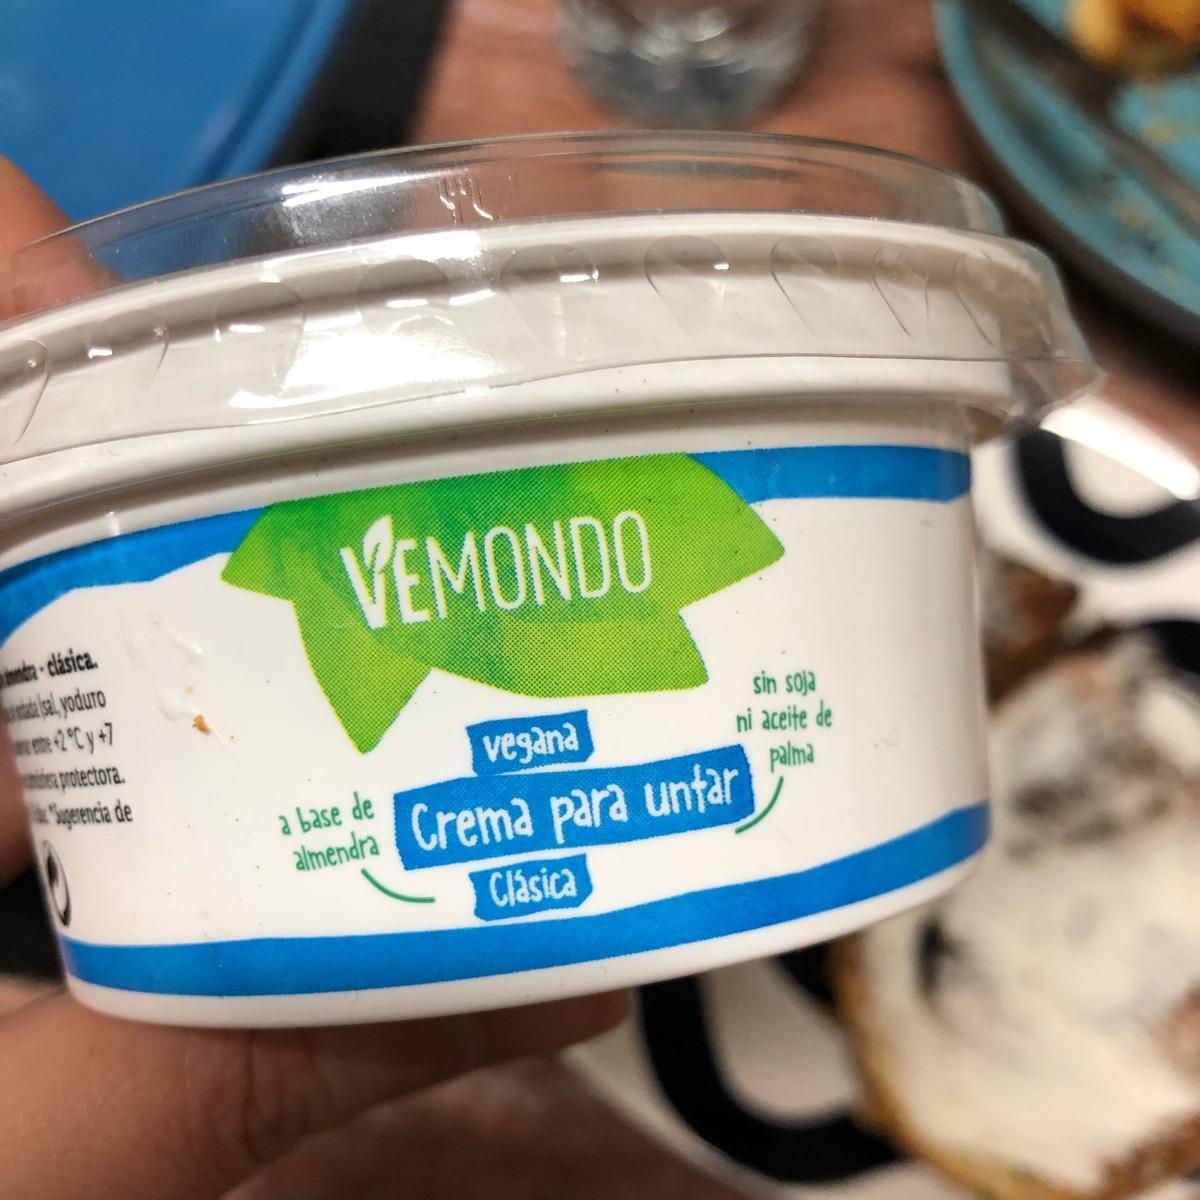 VEMONDO
vegana
Crema para untar
Clásica
a base de
almendra
sin soja
ni aceite de
palma
almendra - clásica.
(sal, yoduro
entre +2 °C y +7
protectora.
*Sugerencia de